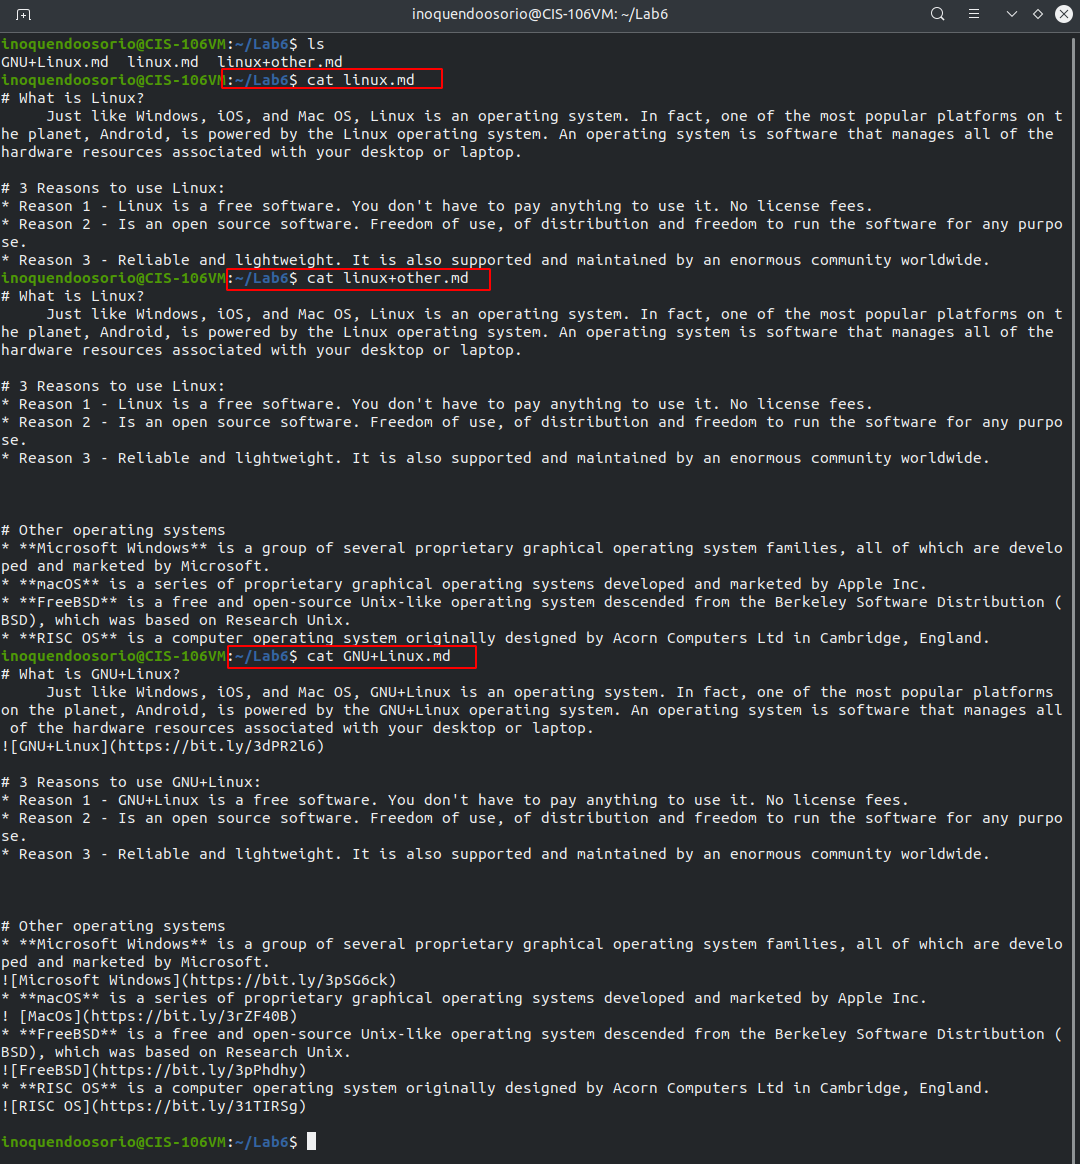 inoquendoosorio@CIS-106VM: ~/Lab6
inoquendoosorio@CIS-106VM:~/Lab6$ ls
GNU+Linux.md  linux.md  linux+other.md
inoquendoosorio@CIS-106VM:~/Lab6$ cat linux.md
# What is Linux?
     Just like Windows, iOS, and Mac OS, Linux is an operating system. In fact, one of the most popular platforms on t
he planet, Android, is powered by the Linux operating system. An operating system is software that manages all of the
hardware resources associated with your desktop or laptop.

# 3 Reasons to use Linux:
* Reason 1 - Linux is a free software. You don't have to pay anything to use it. No license fees.
* Reason 2 - Is an open source software. Freedom of use, of distribution and freedom to run the software for any purpo
se.
* Reason 3 - Reliable and lightweight. It is also supported and maintained by an enormous community worldwide.
inoquendoosorio@CIS-106VM:~/Lab6$ cat linux+other.md
# What is Linux?
     Just like Windows, iOS, and Mac OS, Linux is an operating system. In fact, one of the most popular platforms on t
he planet, Android, is powered by the Linux operating system. An operating system is software that manages all of the
hardware resources associated with your desktop or laptop.

# 3 Reasons to use Linux:
* Reason 1 - Linux is a free software. You don't have to pay anything to use it. No license fees.
* Reason 2 - Is an open source software. Freedom of use, of distribution and freedom to run the software for any purpo
se.
* Reason 3 - Reliable and lightweight. It is also supported and maintained by an enormous community worldwide.

# Other operating systems
* **Microsoft Windows** is a group of several proprietary graphical operating system families, all of which are develo
ped and marketed by Microsoft.
* **macOS** is a series of proprietary graphical operating systems developed and marketed by Apple Inc.
* **FreeBSD** is a free and open-source Unix-like operating system descended from the Berkeley Software Distribution (
BSD), which was based on Research Unix.
* **RISC OS** is a computer operating system originally designed by Acorn Computers Ltd in Cambridge, England.
inoquendoosorio@CIS-106VM:~/Lab6$ cat GNU+Linux.md
# What is GNU+Linux?
     Just like Windows, iOS, and Mac OS, GNU+Linux is an operating system. In fact, one of the most popular platforms
on the planet, Android, is powered by the GNU+Linux operating system. An operating system is software that manages all
 of the hardware resources associated with your desktop or laptop.
![GNU+Linux](https://bit.ly/3dPR2l6)

# 3 Reasons to use GNU+Linux:
* Reason 1 - GNU+Linux is a free software. You don't have to pay anything to use it. No license fees.
* Reason 2 - Is an open source software. Freedom of use, of distribution and freedom to run the software for any purpo
se.
* Reason 3 - Reliable and lightweight. It is also supported and maintained by an enormous community worldwide.

# Other operating systems
* **Microsoft Windows** is a group of several proprietary graphical operating system families, all of which are develo
ped and marketed by Microsoft.
![Microsoft Windows](https://bit.ly/3pSG6ck)
* **macOS** is a series of proprietary graphical operating systems developed and marketed by Apple Inc.
! [MacOs](https://bit.ly/3rZF40B)
* **FreeBSD** is a free and open-source Unix-like operating system descended from the Berkeley Software Distribution (
BSD), which was based on Research Unix.
![FreeBSD](https://bit.ly/3pPhdhy)
* **RISC OS** is a computer operating system originally designed by Acorn Computers Ltd in Cambridge, England.
![RISC OS](https://bit.ly/31TIRSg)

inoquendoosorio@CIS-106VM:~/Lab6$